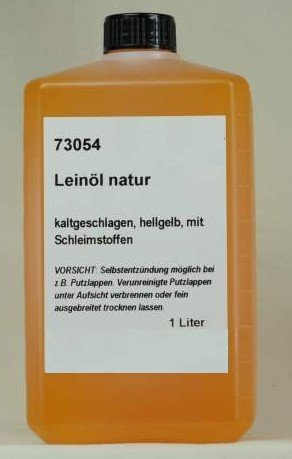 73054
Leinöl natur
kaltgeschlagen, hellgelb, mit
Schleimstoffen
VORSICHT. Selbstentzündung möglich bei
z.B. Putzlappen. Verunreinigte Putzlappen
unter Aufsicht verbrennen oder fein
ausgebreitet trocknen lassen.
1 Liter